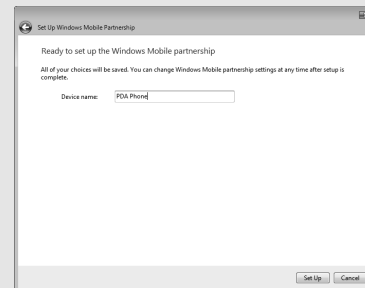 Set Up Windows Mobile Partnership
Ready to set up the Windows Mobile partnership
All of your choices will be saved. You can change Windows Mobile partnership settings at any time after setup is
complete.
Device name: PDA Phone
Set Up Cancel